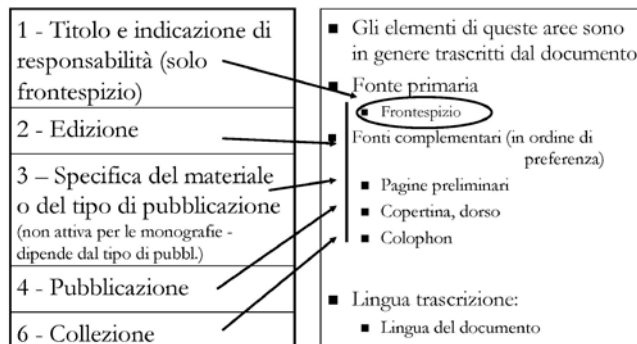 1 - Titolo e indicazione di
responsabilità (solo
frontespizio)
2 - Edizione
3 – Specifica del materiale
o del tipo di pubblicazione
(non attiva per le monografie -
dipende dal tipo di pubbl.)
4 - Pubblicazione
6 - Collezione
■ Gli elementi di queste aree sono
in genere trascritti dal documento
■ Fonte primaria
■ Frontespizio
■ Fonti complementari (in ordine di
preferenza)
■ Pagine preliminari
■ Copertina, dorso
■ Colophon
■ Lingua trascrizione:
■ Lingua del documento